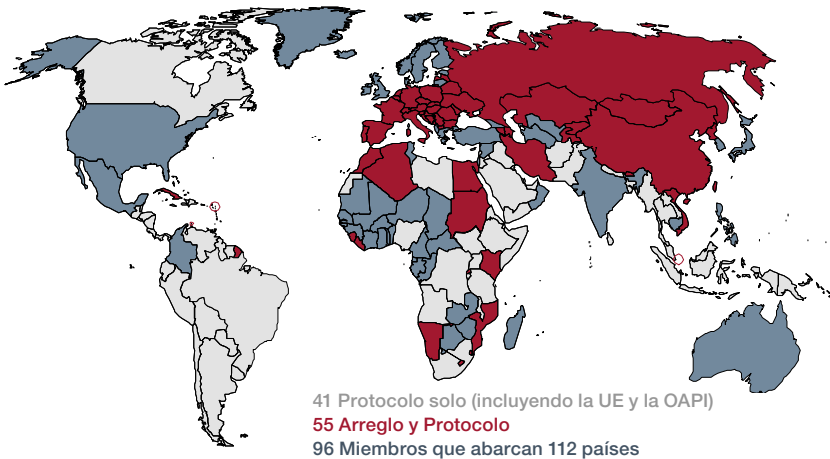 41 Protocolo solo (incluyendo la UE y la OAPI)
55 Arreglo y Protocolo
96 Miembros que abarcan 112 países